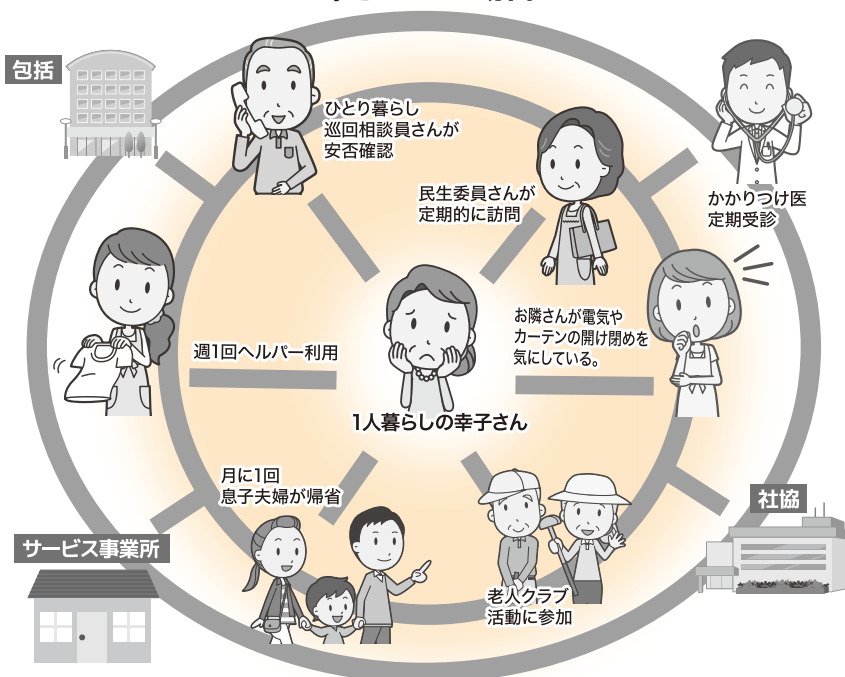 包括
ひとり暮らし
巡回相談員さんが
安否確認
民生委員さんが
定期的に訪問
かかりつけ医
定期受診
週1回ヘルパー利用
お隣さんが電気や
カーテンの開け閉めを
気にしている。
1人暮らしの幸子さん
月に1回
息子夫婦が帰省
社協
サービス事業所
老人クラブ
活動に参加